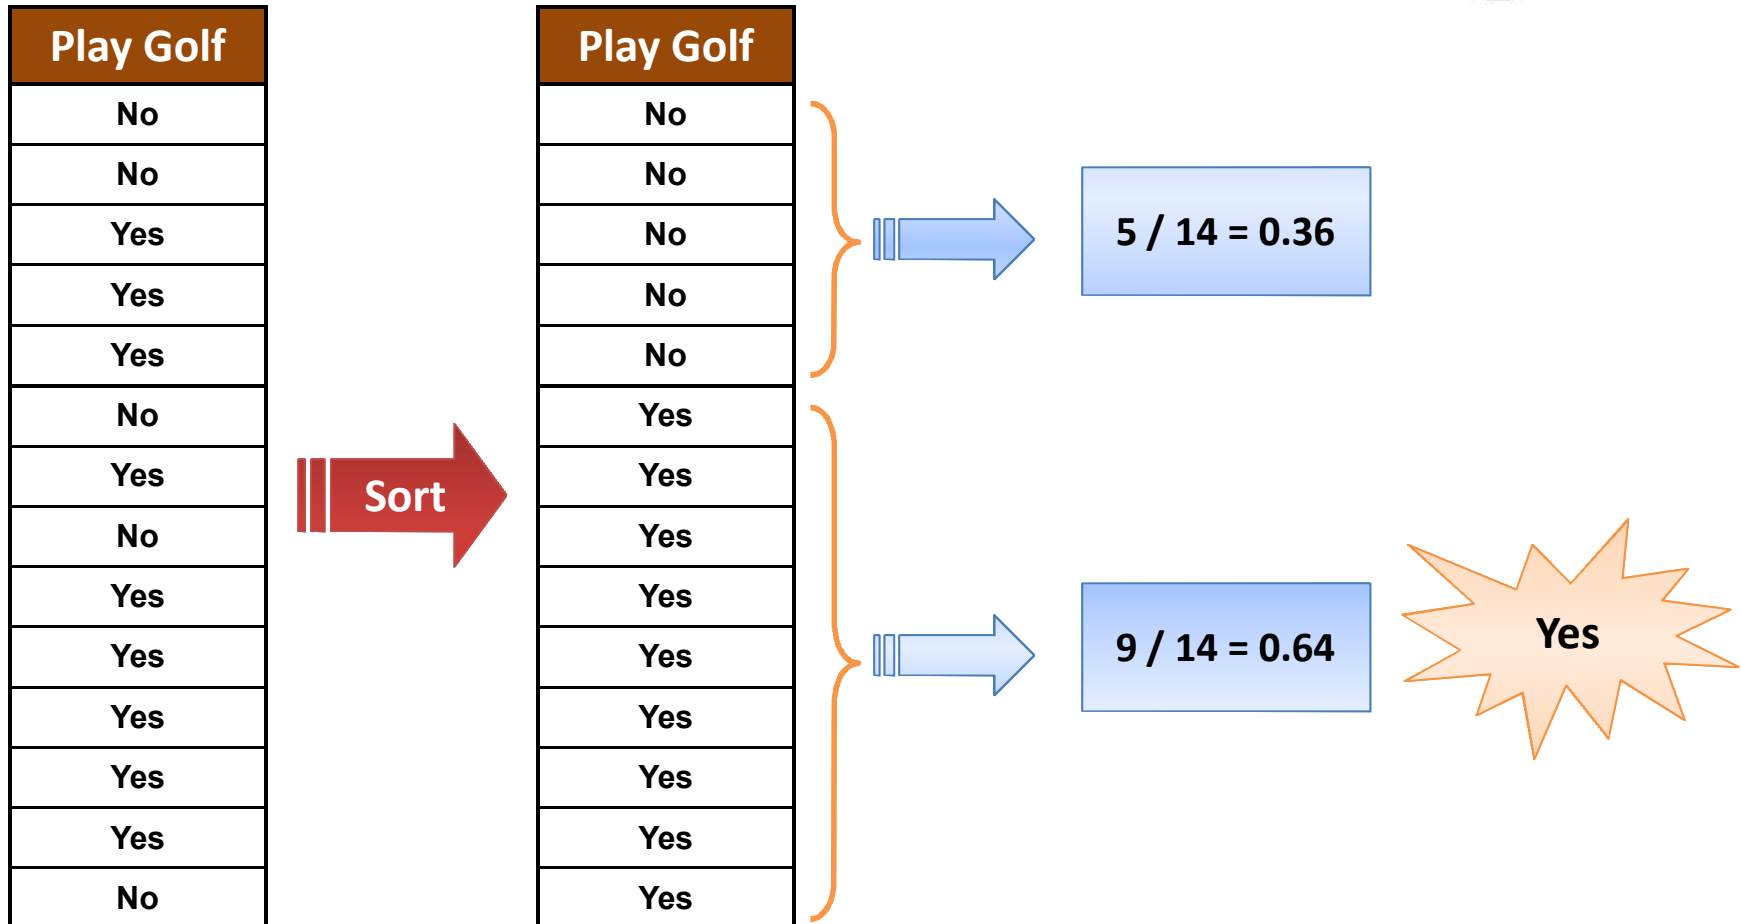 Play Golf
No
No
Yes
Yes
Yes
No
Yes
No
Yes
Yes
Yes
Yes
Yes
No
Sort
Play Golf
No
No
No
No
No
Yes
Yes
Yes
Yes
Yes
Yes
Yes
Yes
Yes
5 / 14 = 0.36
9 / 14 = 0.64
Yes